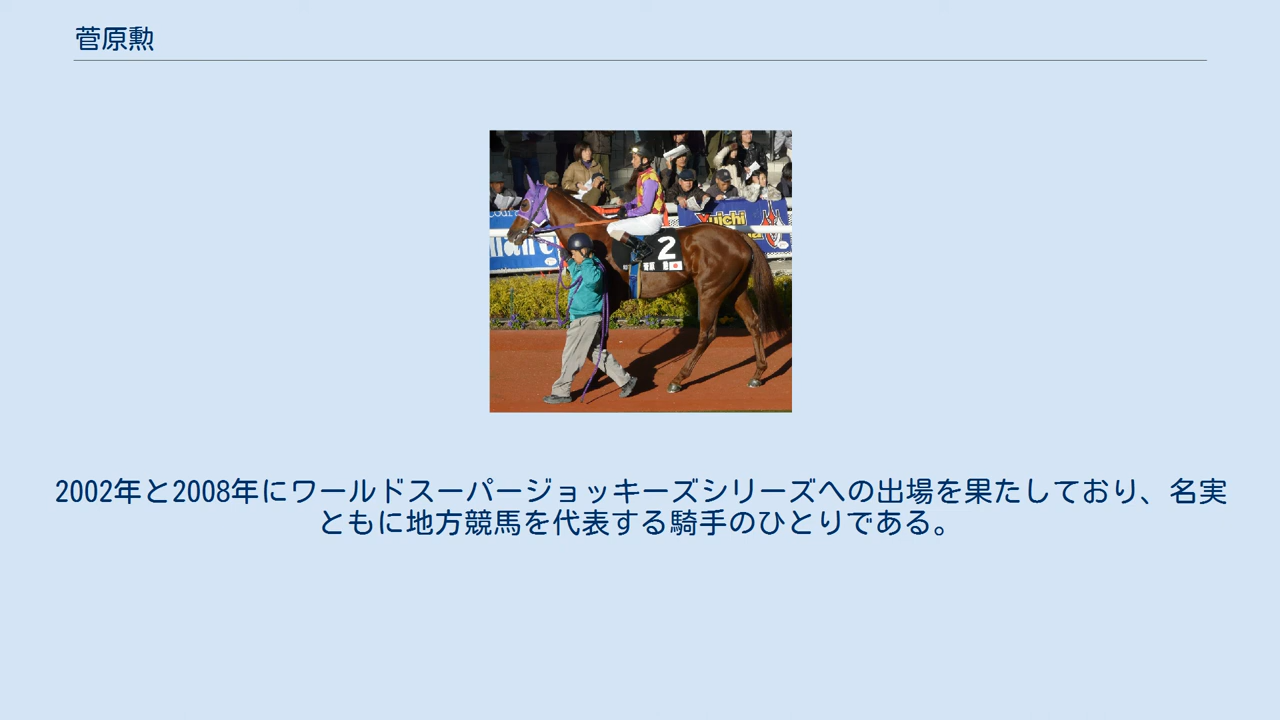 菅原勲
Yuichi
2
2002年と2008年にワールドスーパージョッキーズシリーズへの出場を果たしており、名実
ともに地方競馬を代表する騎手のひとりである。